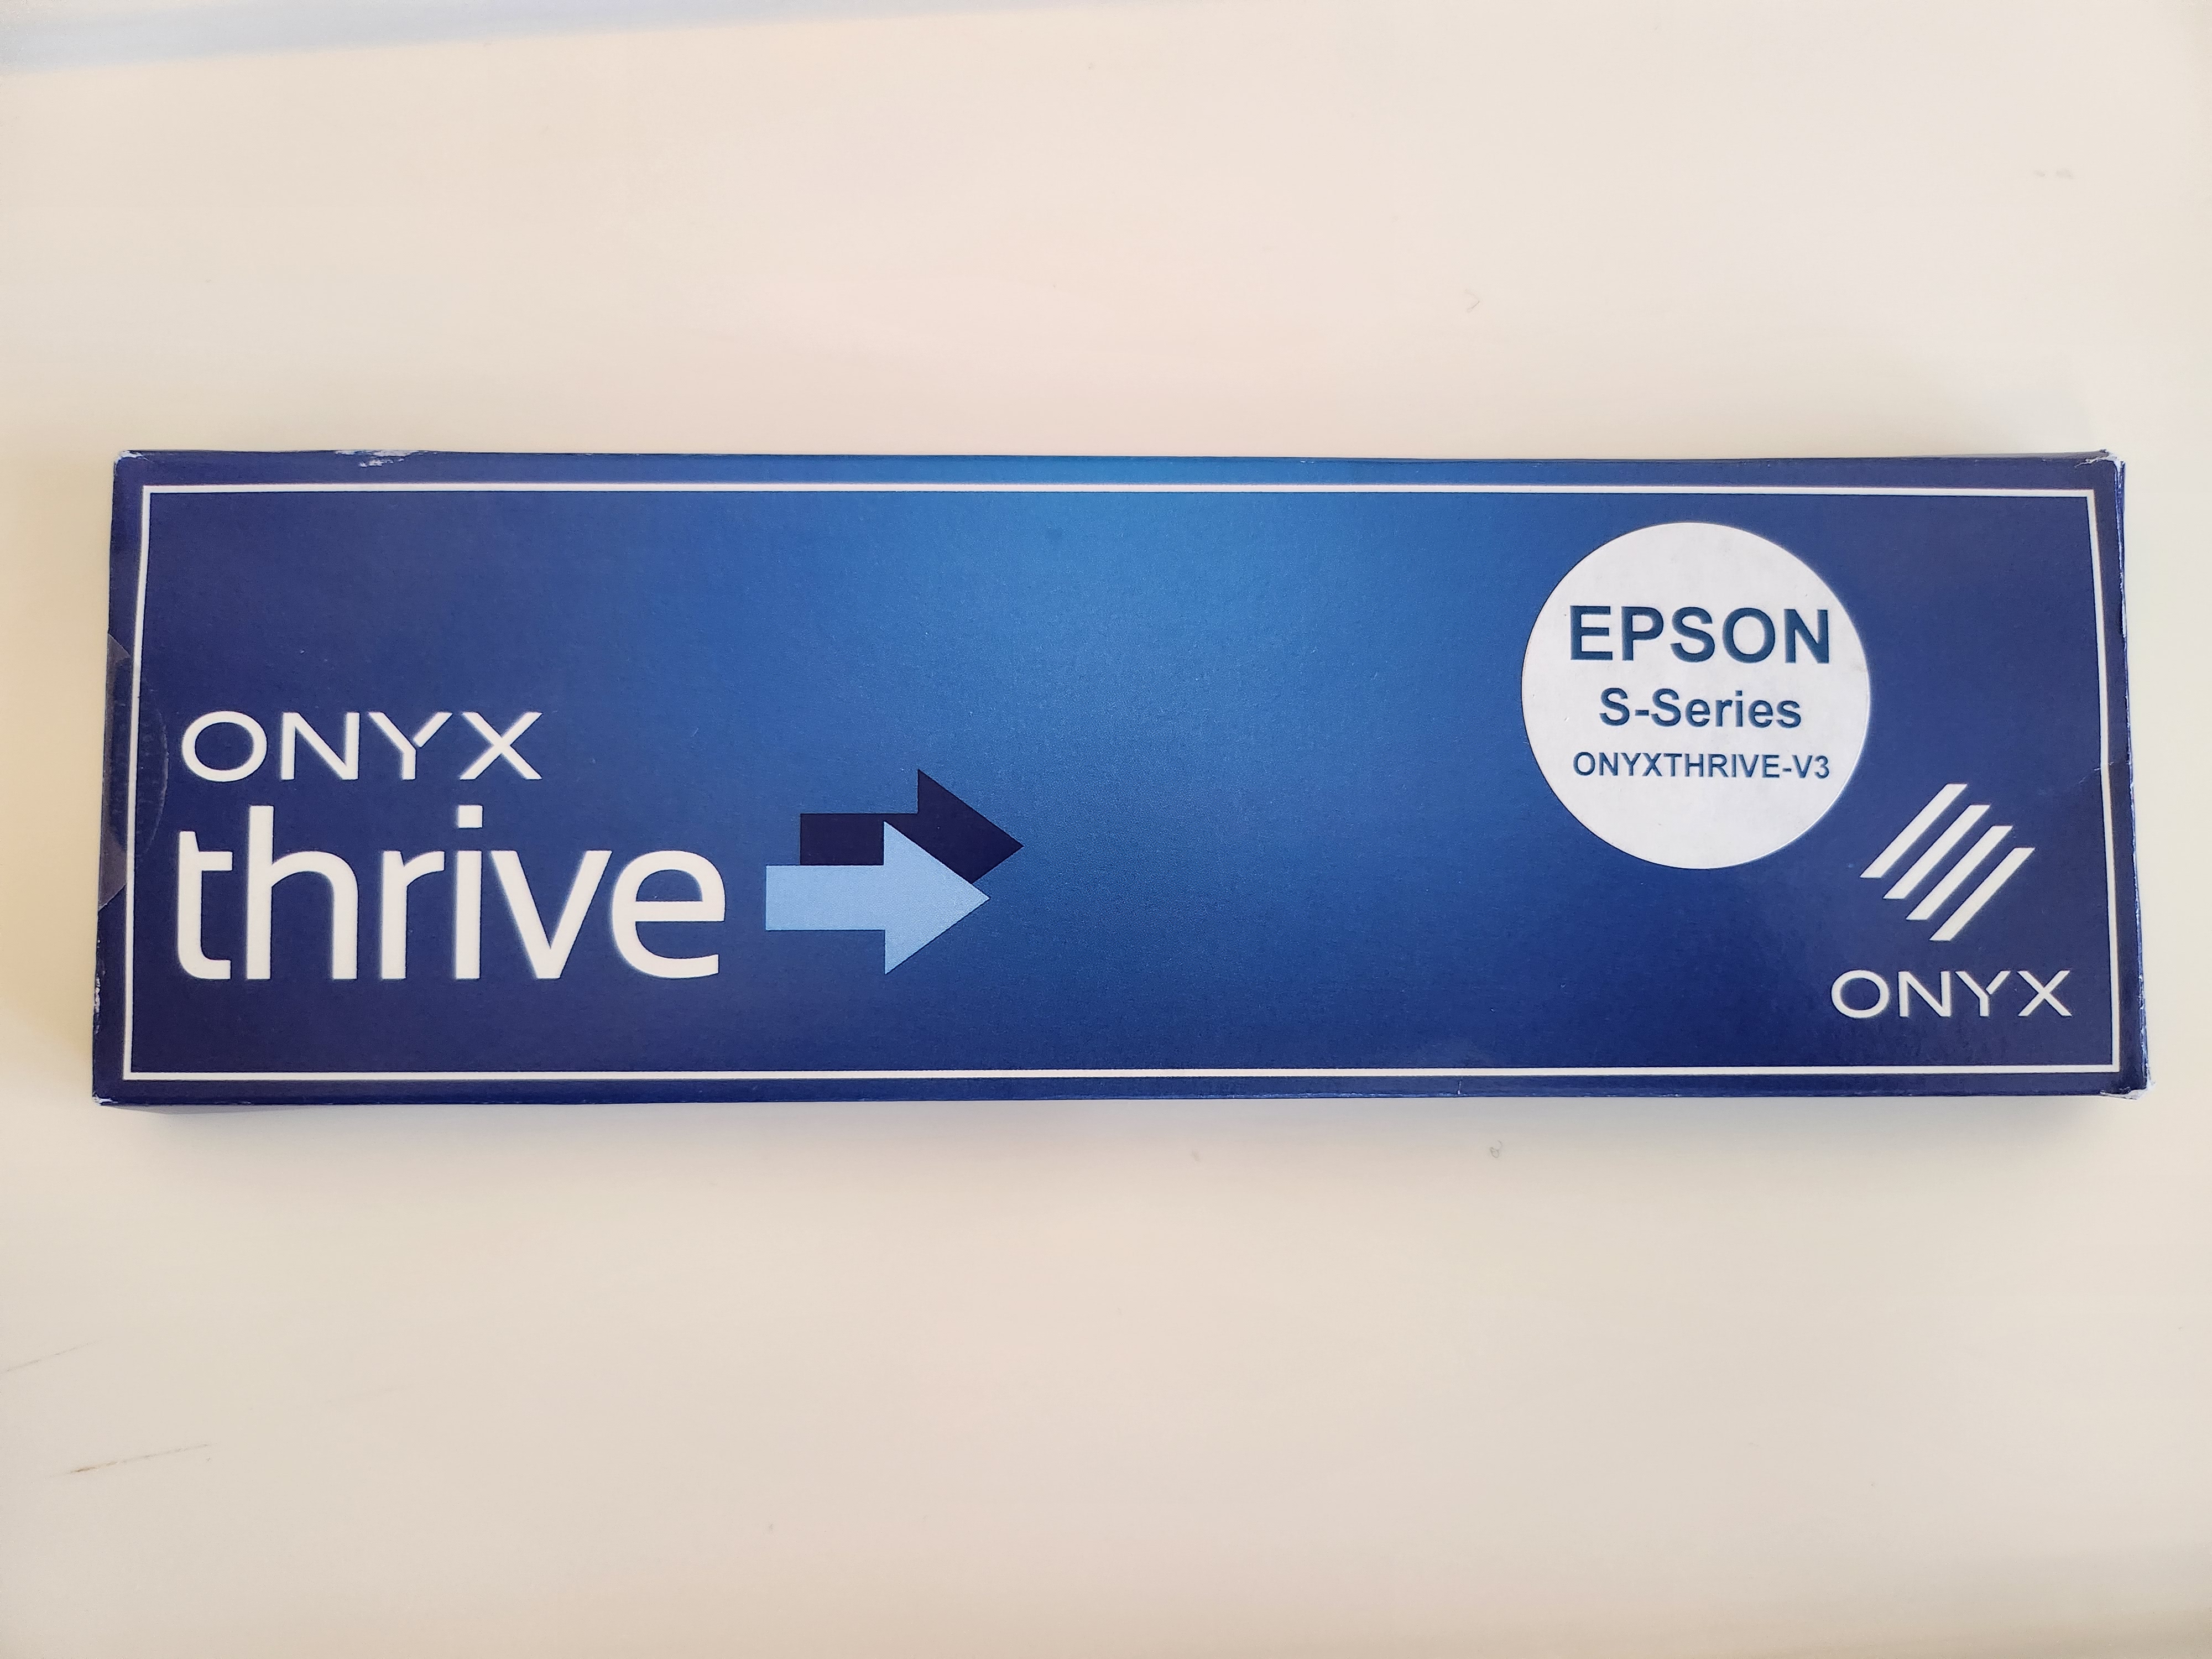 ONYX
thrive
EPSON
S-Series
ONYXTHRIVE-V3
ONYX